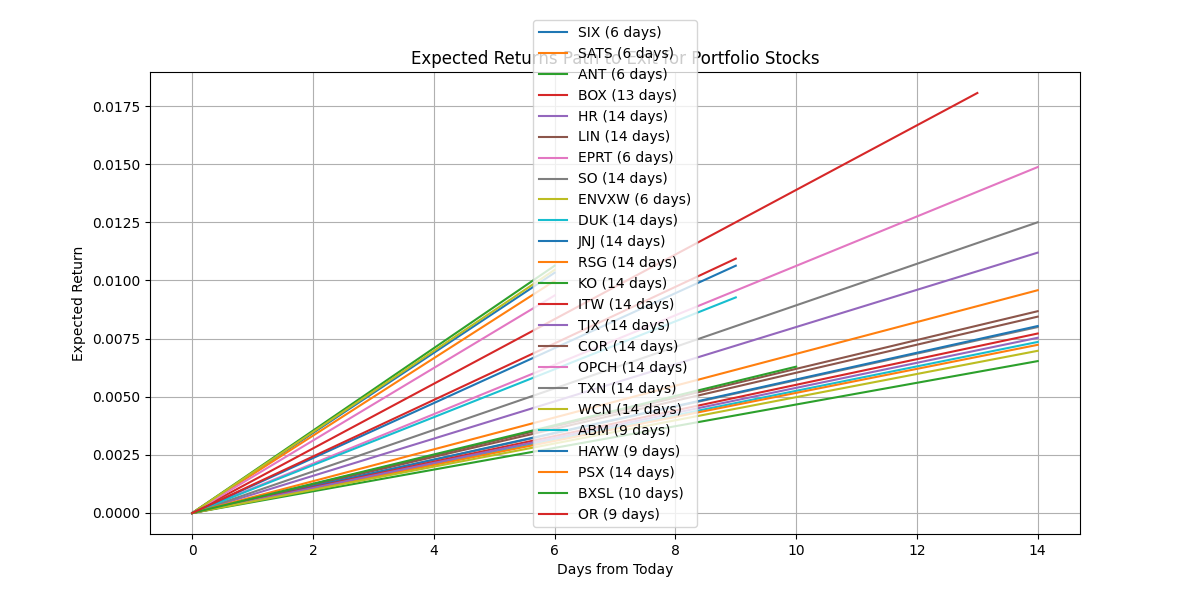 Expected Returns Path to Exit for Portfolio Stocks
SIX (6 days)
SATS (6 days)
ANT (6 days)
BOX (13 days)
HR (14 days)
LIN (14 days)
EPRT (6 days)
SO (14 days)
ENVXW (6 days)
DUK (14 days)
JNJ (14 days)
RSG (14 days)
KO (14 days)
ITW (14 days)
TJX (14 days)
COR (14 days)
OPCH (14 days)
TXN (14 days)
WCN (14 days)
ABM (9 days)
HAYW (9 days)
PSX (14 days)
BXSL (10 days)
OR (9 days)
Expected Return
0.0175
0.0150
0.0125
0.0100
0.0075
0.0050
0.0025
0.0000
0 2 4 6 8 10 12 14
Days from Today